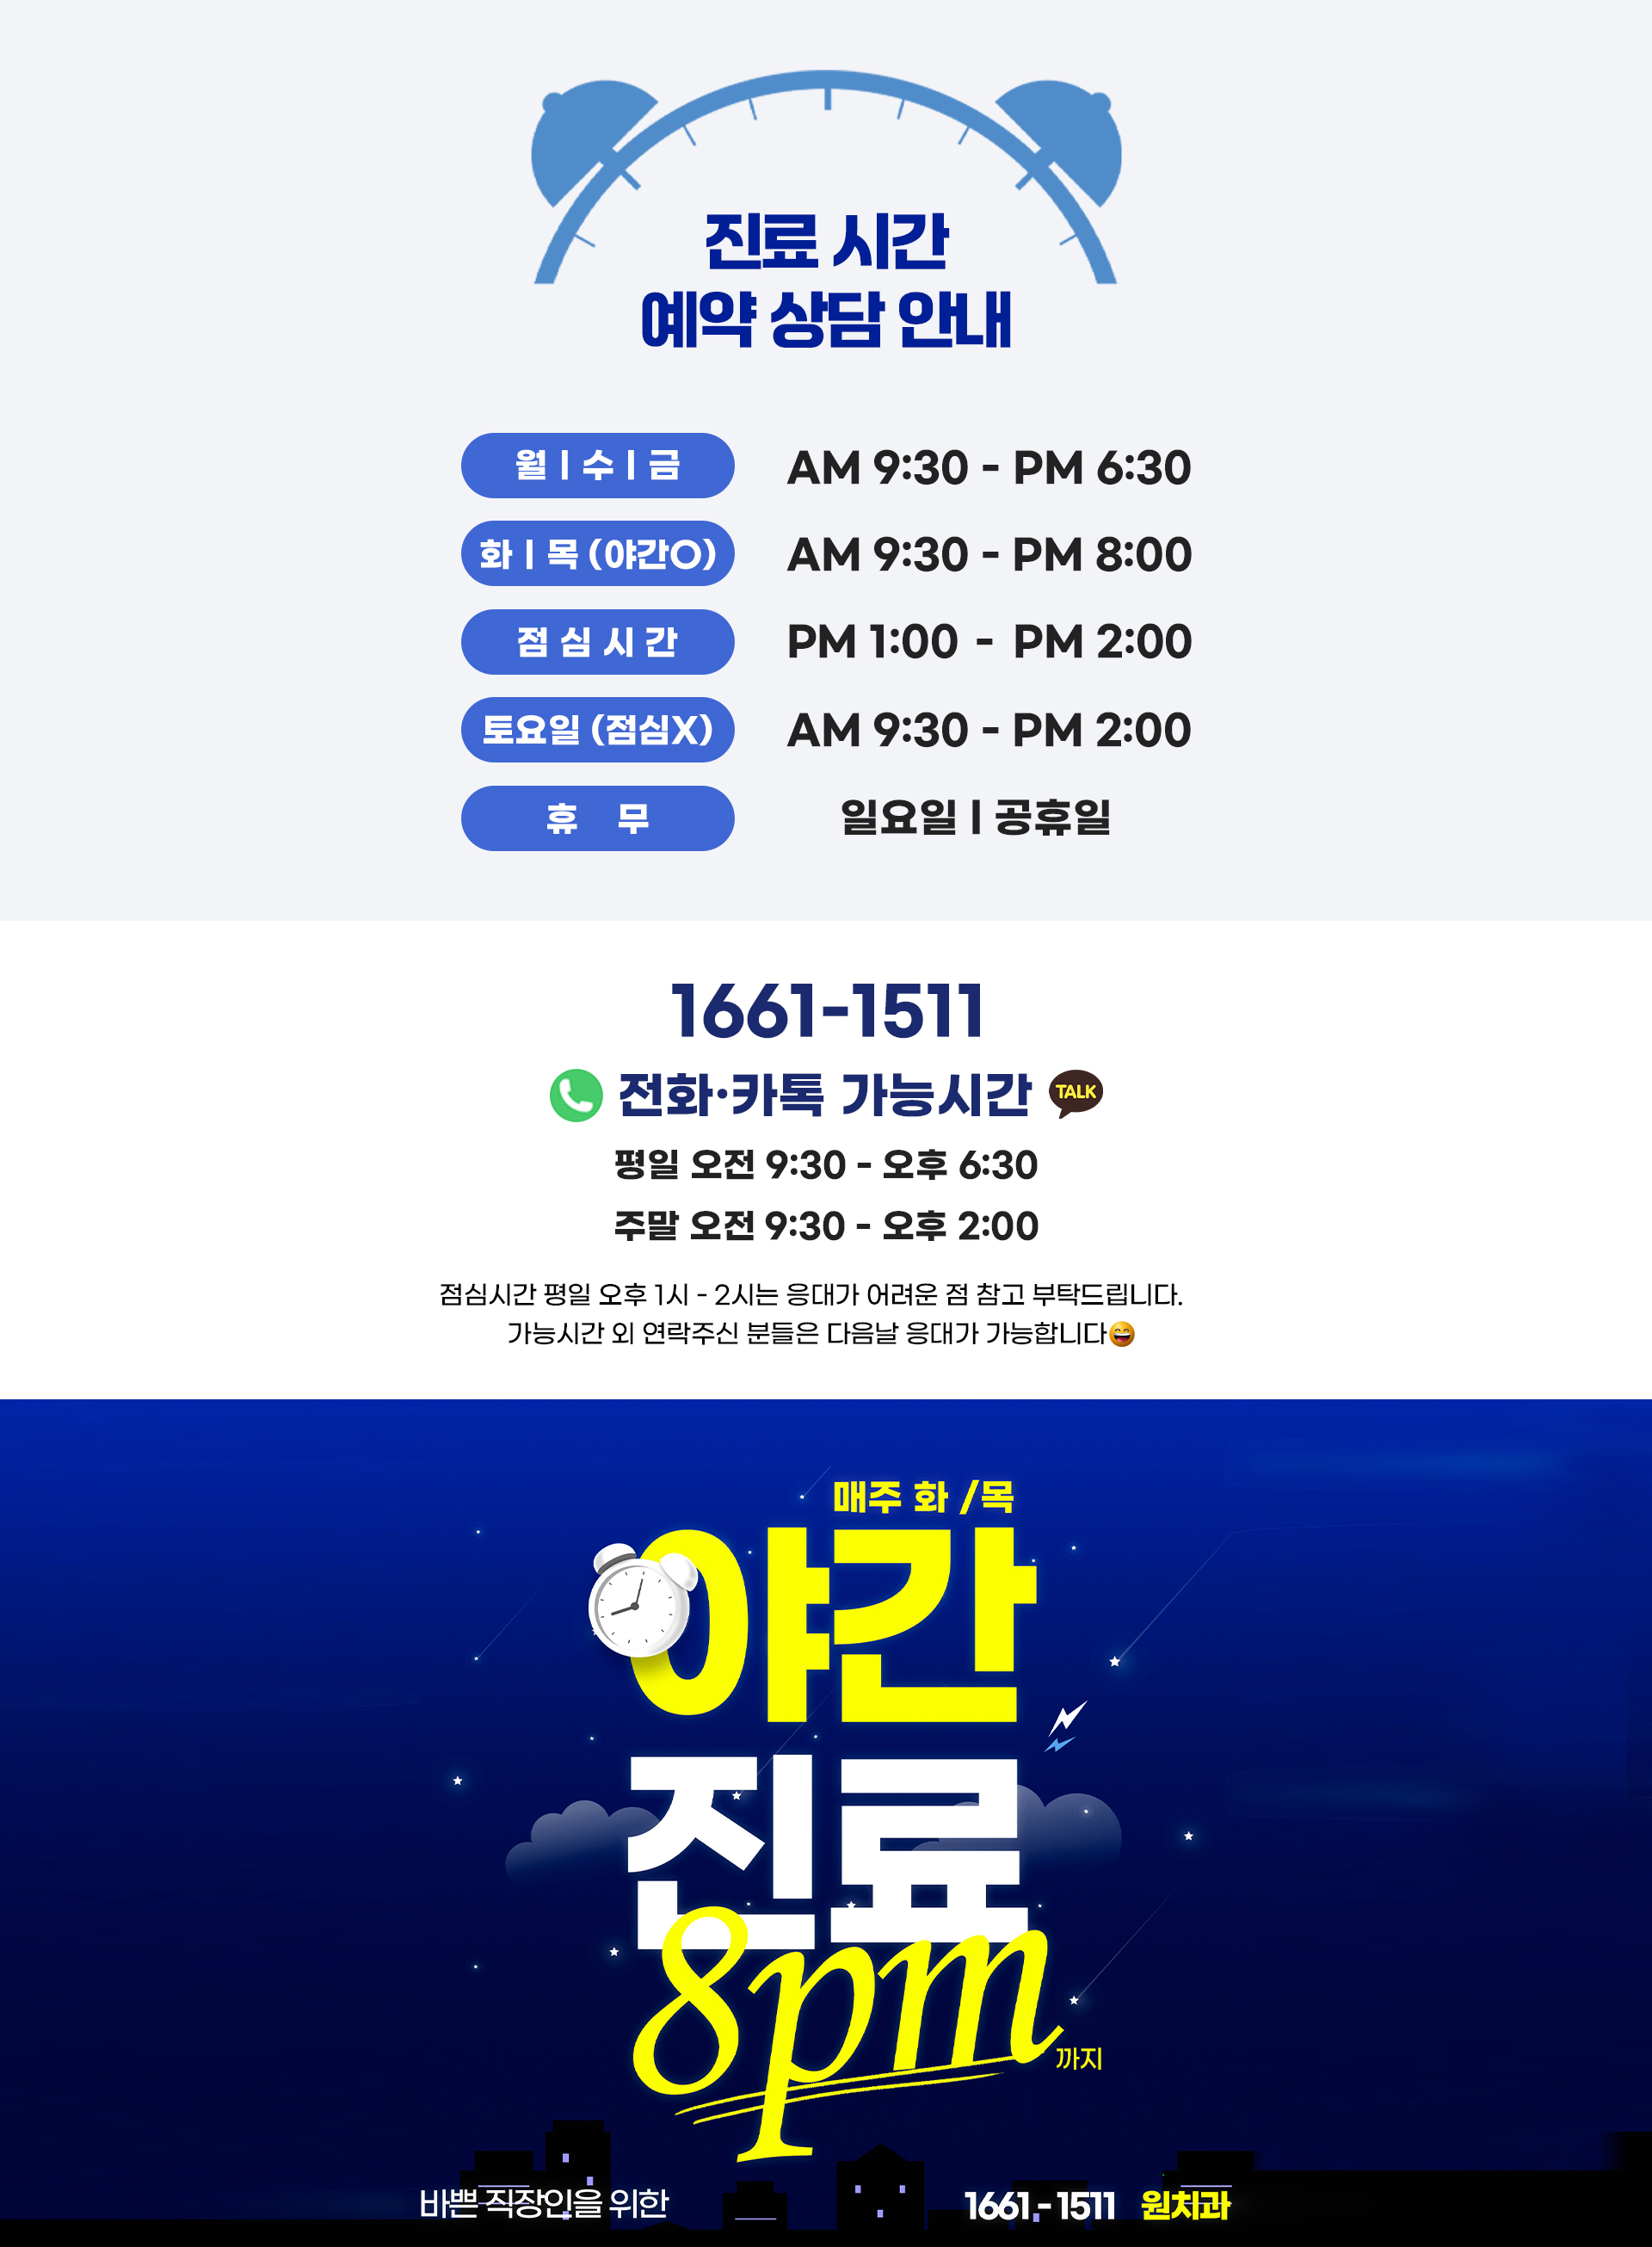 진료 시간
예약 상담 안내
월 | 수 | 금 AM 9:30 - PM 6:30
화 | 목 (야간O) AM 9:30 - PM 8:00
점 심 시 간 PM 1:00 - PM 2:00
토요일 (점심X) AM 9:30 - PM 2:00
휴 무 일요일 | 공휴일
1661-1511
전화·카톡 가능시간 TALK
평일 오전 9:30 - 오후 6:30
주말 오전 9:30 - 오후 2:00
점심시간 평일 오후 1시 - 2시는 응대가 어려운 점 참고 부탁드립니다.
가능시간 외 연락주신 분들은 다음날 응대가 가능합니다😄
매주 화 /목
야간
진료
8pm
까지
바쁜 직장인을 위한 1661 - 1511 원치과